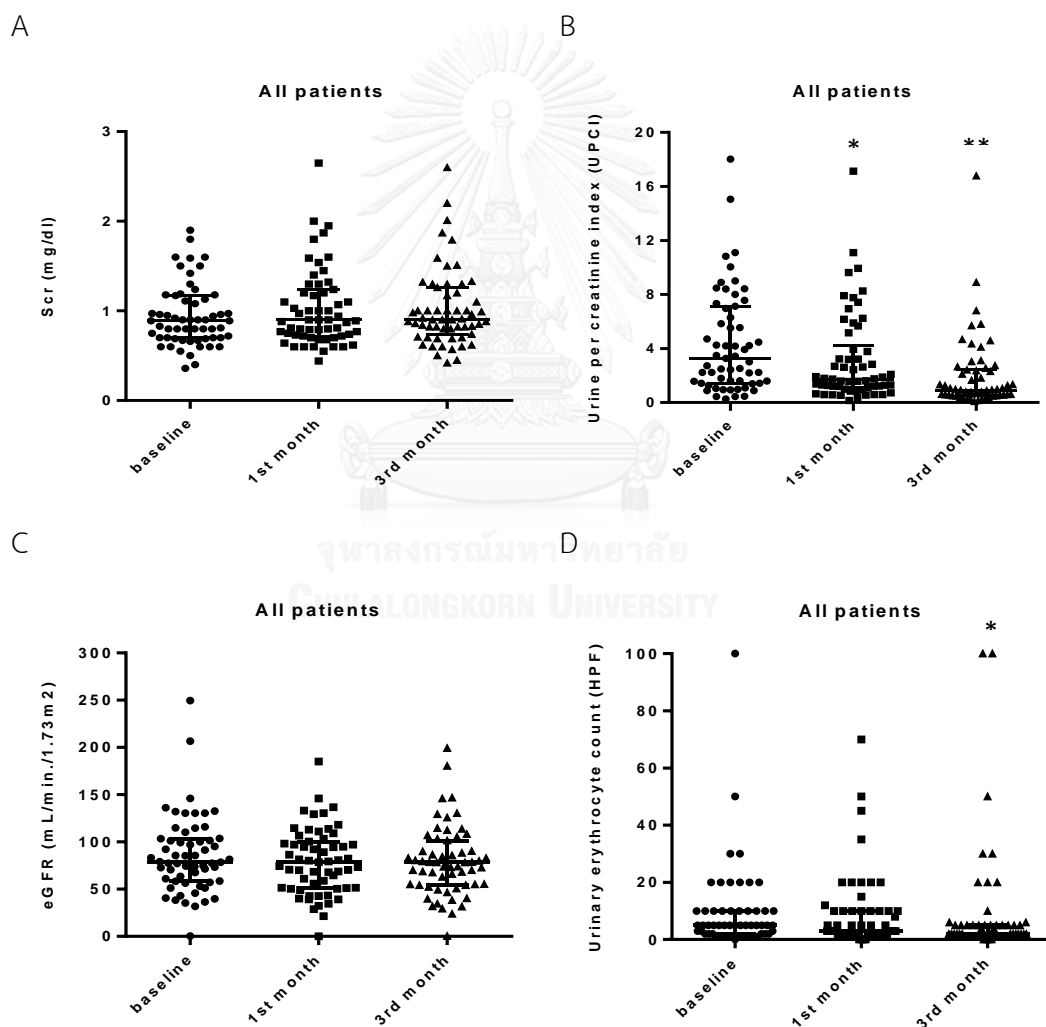 A
All patients
Scr (mg/dl)
3
2
1
0
baseline
1st month
3rd month
B
All patients
Urine per creatinine index (UPCI)
20
16
12
8
4
0
*
**
baseline
1st month
3rd month
จุฬาลงกรณ์มหาวิทยาลัย
CHULALONGKORN UNIVERSITY
C
All patients
eGFR (mL/min./1.73m2)
300
250
200
150
100
50
0
baseline
1st month
3rd month
D
All patients
Urinary erythrocyte count (HPF)
100
80
60
40
20
0
*
baseline
1st month
3rd month